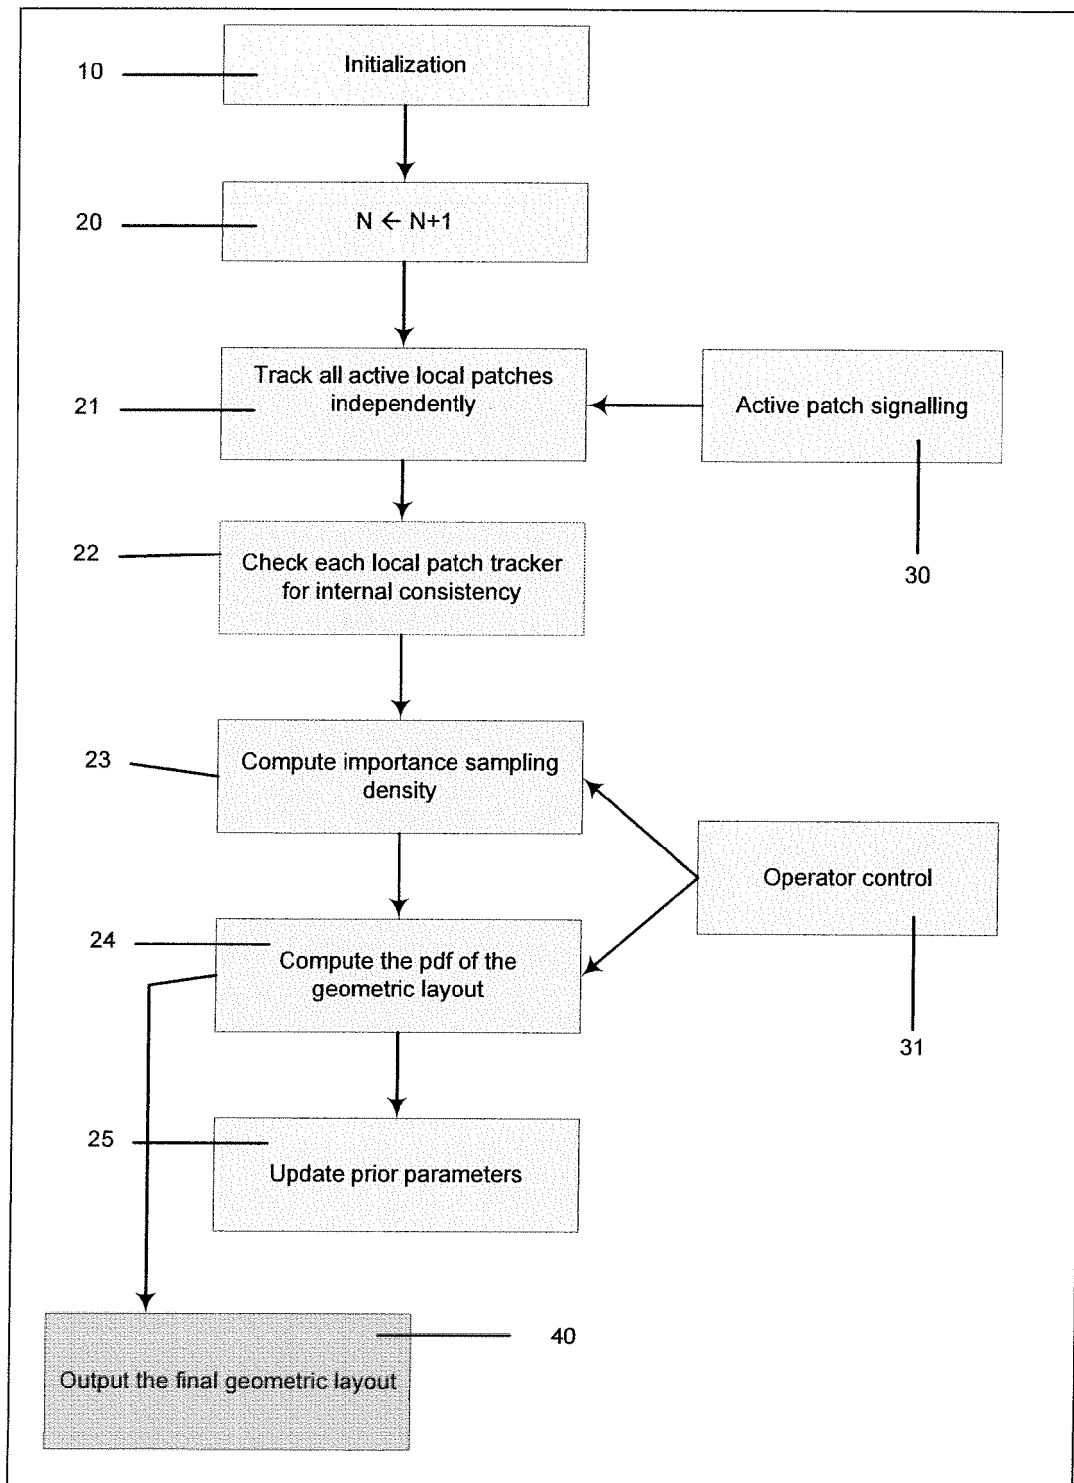 10
Initialization
20
N ← N+1
21
Track all active local patches
independently
Active patch signalling
30
22
Check each local patch tracker
for internal consistency
23
Compute importance sampling
density
Operator control
31
24
Compute the pdf of the
geometric layout
25
Update prior parameters
40
Output the final geometric layout